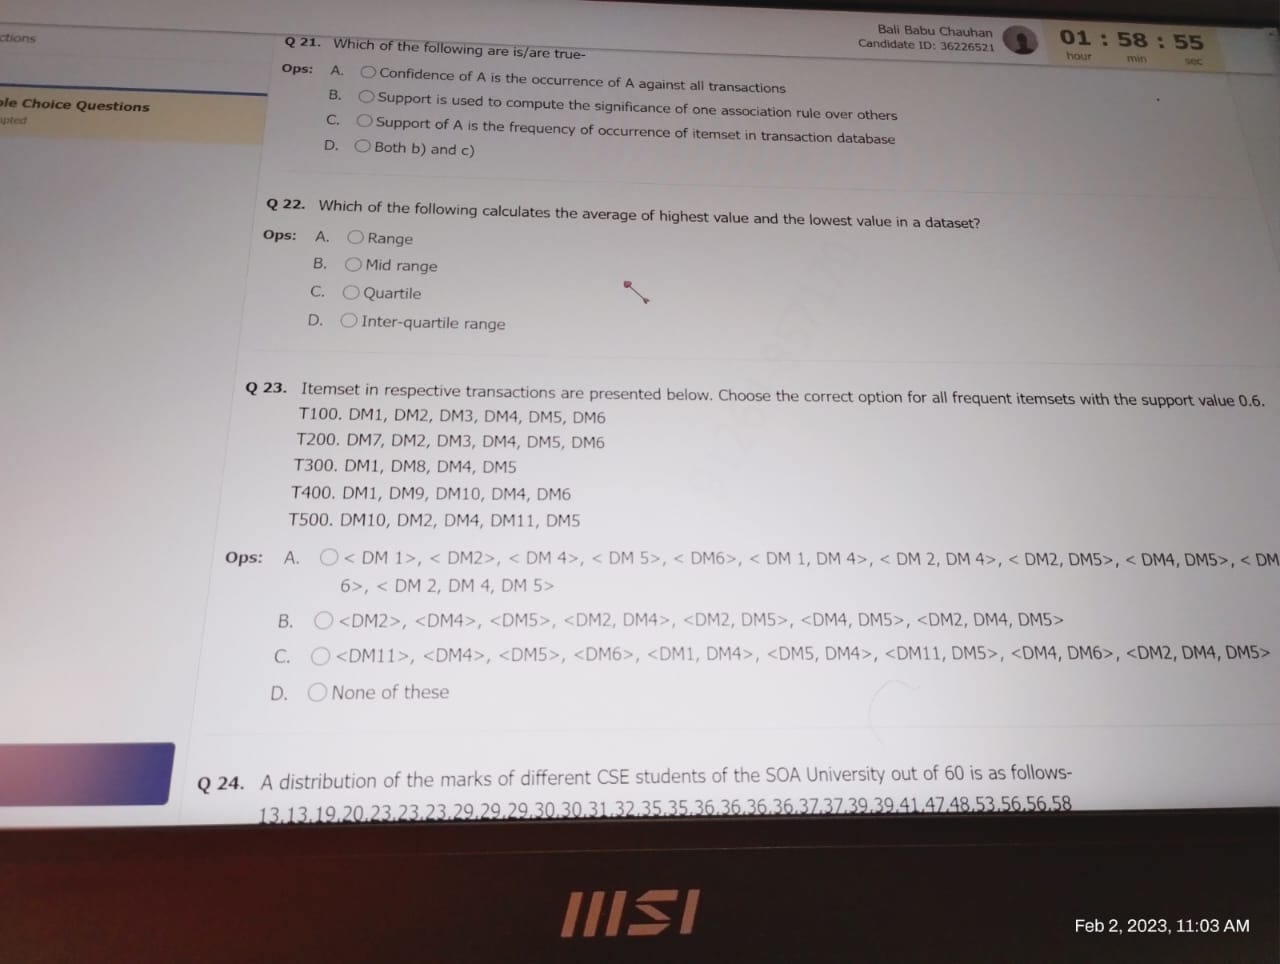 ctions
Bali Babu Chauhan
Candidate ID: 36226521
01 : 58 : 55
hour min sec
ple Choice Questions
mpted
Q 21. Which of the following are is/are true-
Ops: A. Confidence of A is the occurrence of A against all transactions
B. Support is used to compute the significance of one association rule over others
C. Support of A is the frequency of occurrence of itemset in transaction database
D. Both b) and c)
Q 22. Which of the following calculates the average of highest value and the lowest value in a dataset?
Ops: A. Range
B. Mid range
C. Quartile
D. Inter-quartile range
Q 23. Itemset in respective transactions are presented below. Choose the correct option for all frequent itemsets with the support value 0.6.
T100. DM1, DM2, DM3, DM4, DM5, DM6
T200. DM7, DM2, DM3, DM4, DM5, DM6
T300. DM1, DM8, DM4, DM5
T400. DM1, DM9, DM10, DM4, DM6
T500. DM10, DM2, DM4, DM11, DM5
Ops: A. < DM 1>, < DM2>, < DM 4>, < DM 5>, < DM6>, < DM 1, DM 4>, < DM 2, DM 4>, < DM2, DM5>, < DM4, DM5>, < DM
6>, < DM 2, DM 4, DM 5>
B. <DM2>, <DM4>, <DM5>, <DM2, DM4>, <DM2, DM5>, <DM4, DM5>, <DM2, DM4, DM5>
C. <DM11>, <DM4>, <DM5>, <DM6>, <DM1, DM4>, <DM5, DM4>, <DM11, DM5>, <DM4, DM6>, <DM2, DM4, DM5>
D. None of these
Q 24. A distribution of the marks of different CSE students of the SOA University out of 60 is as follows-
13,13,19,20,23,23,23,29,29,29,30,30,31,32,35,35,36,36,36,36,37,37,39,39,41,47,48,53,56,56,58
msi
Feb 2, 2023, 11:03 AM